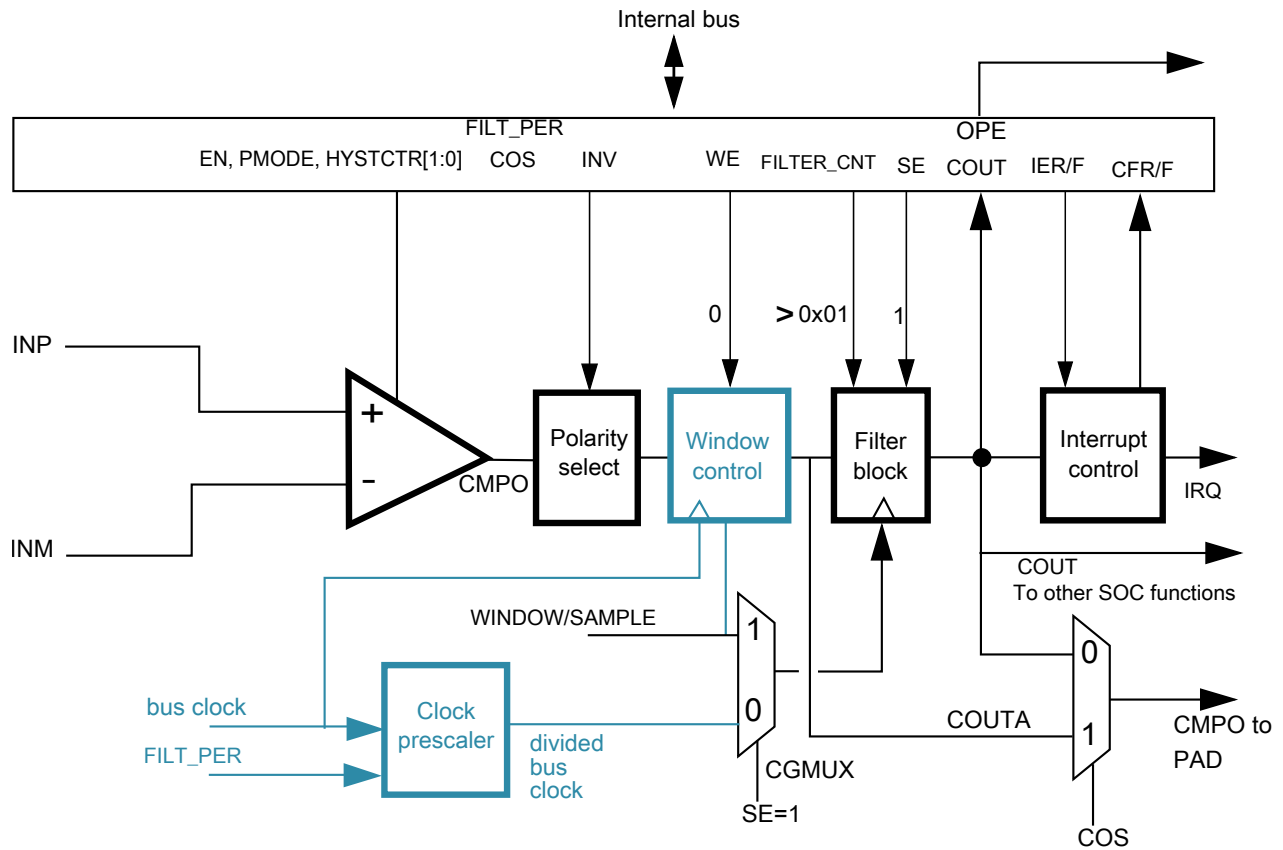 Internal bus
FILT_PER
OPE
EN, PMODE, HYSTCTR[1:0]
COS
INV
WE
FILTER_CNT
SE
COUT
IER/F
CFR/F
0
> 0x01
1
INP
+
-
CMPO
INM
Polarity
select
Window
control
Filter
block
Interrupt
control
IRQ
COUT
To other SOC functions
WINDOW/SAMPLE
1
0
CGMUX
SE=1
bus clock
FILT_PER
Clock
prescaler
divided
bus
clock
COUTA
0
1
CMPO to
PAD
COS